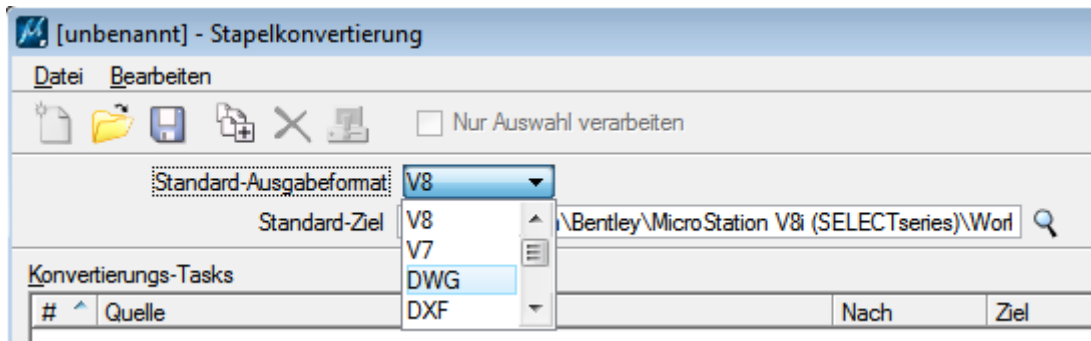 [unbenannt] - Stapelkonvertierung
Datei Bearbeiten
Nur Auswahl verarbeiten
Standard-Ausgabeformat V8
Standard-Ziel \Bentley\MicroStation V8i (SELECTseries)\Worl
V8
V7
DWG
DXF
Konvertierungs-Tasks
# Quelle Nach Ziel